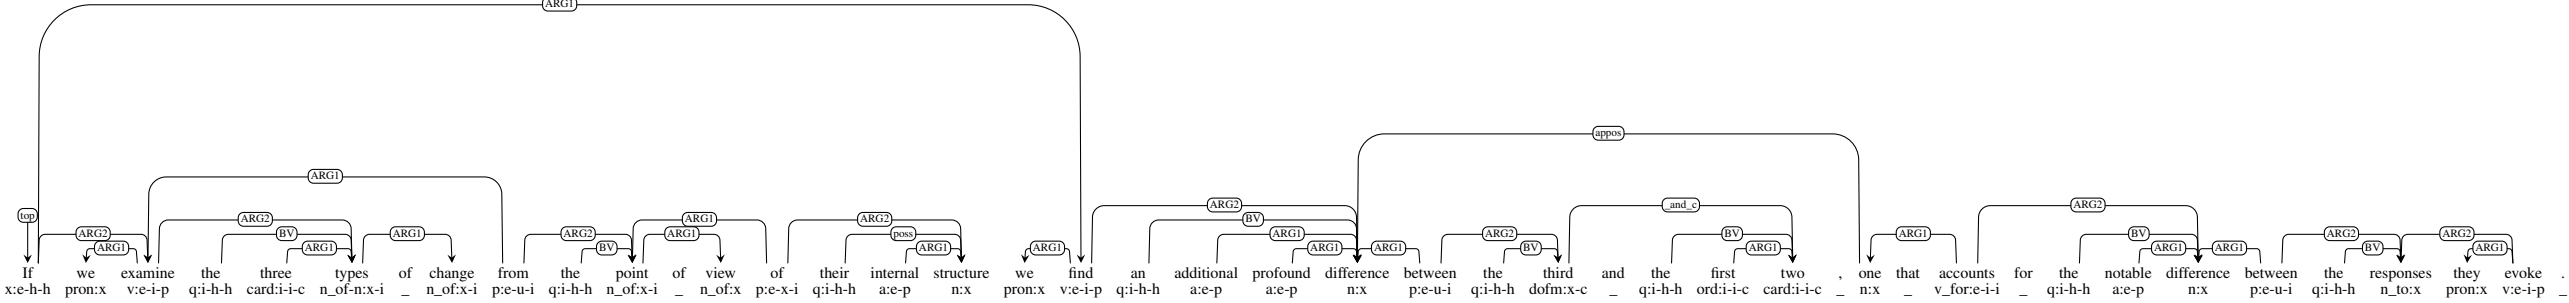 ARG1
appos
ARG1
top ARG2 ARG1 ARG2 ARG2 _and_c ARG2
ARG2 BV ARG1 ARG2 ARG1 poss BV ARG1 ARG2 BV ARG1 BV ARG2 ARG2
ARG1 ARG1 BV ARG1 ARG1 ARG1 ARG1 BV ARG1 ARG1 ARG1 BV ARG1
If we examine the three types of change from the point of view of their internal structure we find an additional profound difference between the third and the first two , one that accounts for the notable difference between the responses they evoke .
x:e-h-h pron:x v:e-i-p q:i-h-h card:i-i-c n_of-n:x-i _ n_of:x-i p:e-u-i q:i-h-h n_of:x-i _ n_of:x p:e-x-i q:i-h-h a:e-p n:x pron:x v:e-i-p q:i-h-h a:e-p a:e-p n:x p:e-u-i q:i-h-h dofm:x-c _ q:i-h-h ord:i-i-c card:i-i-c _ n:x _ v_for:e-i-i _ q:i-h-h a:e-p n:x p:e-u-i q:i-h-h n_to:x pron:x v:e-i-p _